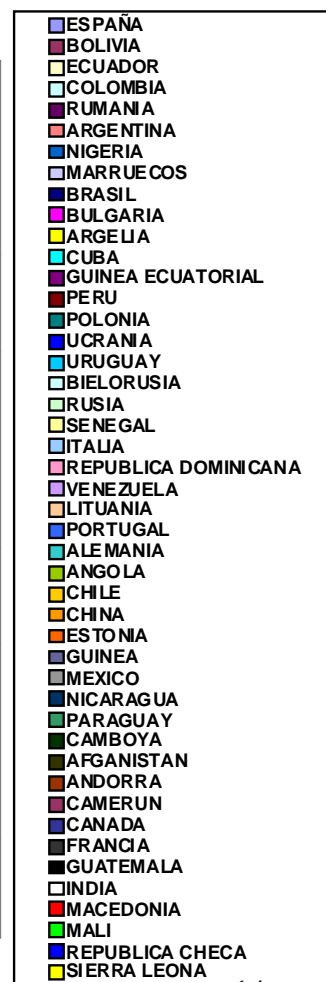 ESPAÑA
BOLIVIA
ECUADOR
COLOMBIA
RUMANIA
ARGENTINA
NIGERIA
MARRUECOS
BRASIL
BULGARIA
ARGELIA
CUBA
GUINEA ECUATORIAL
PERU
POLONIA
UCRANIA
URUGUAY
BIELORUSIA
RUSIA
SENEGAL
ITALIA
REPUBLICA DOMINICANA
VENEZUELA
LITUANIA
PORTUGAL
ALEMANIA
ANGOLA
CHILE
CHINA
ESTONIA
GUINEA
MEXICO
NICARAGUA
PARAGUAY
CAMBOYA
AFGANISTAN
ANDORRA
CAMERUN
CANADA
FRANCIA
GUATEMALA
INDIA
MACEDONIA
MALI
REPUBLICA CHECA
SIERRA LEONA